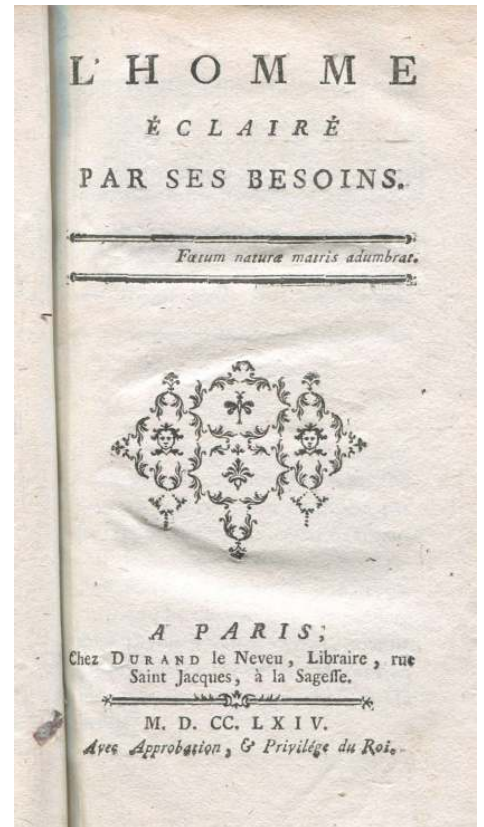 L'HOMME
ÉCLAIRÉ
PAR SES BESOINS.
Fœtum naturæ matris adumbrat.
A PARIS;
Chez DURAND le Neveu, Libraire, rue
Saint Jacques, à la Sagesse.
M. D. CC. LXIV.
Avec Approbation, & Privilége du Roi.